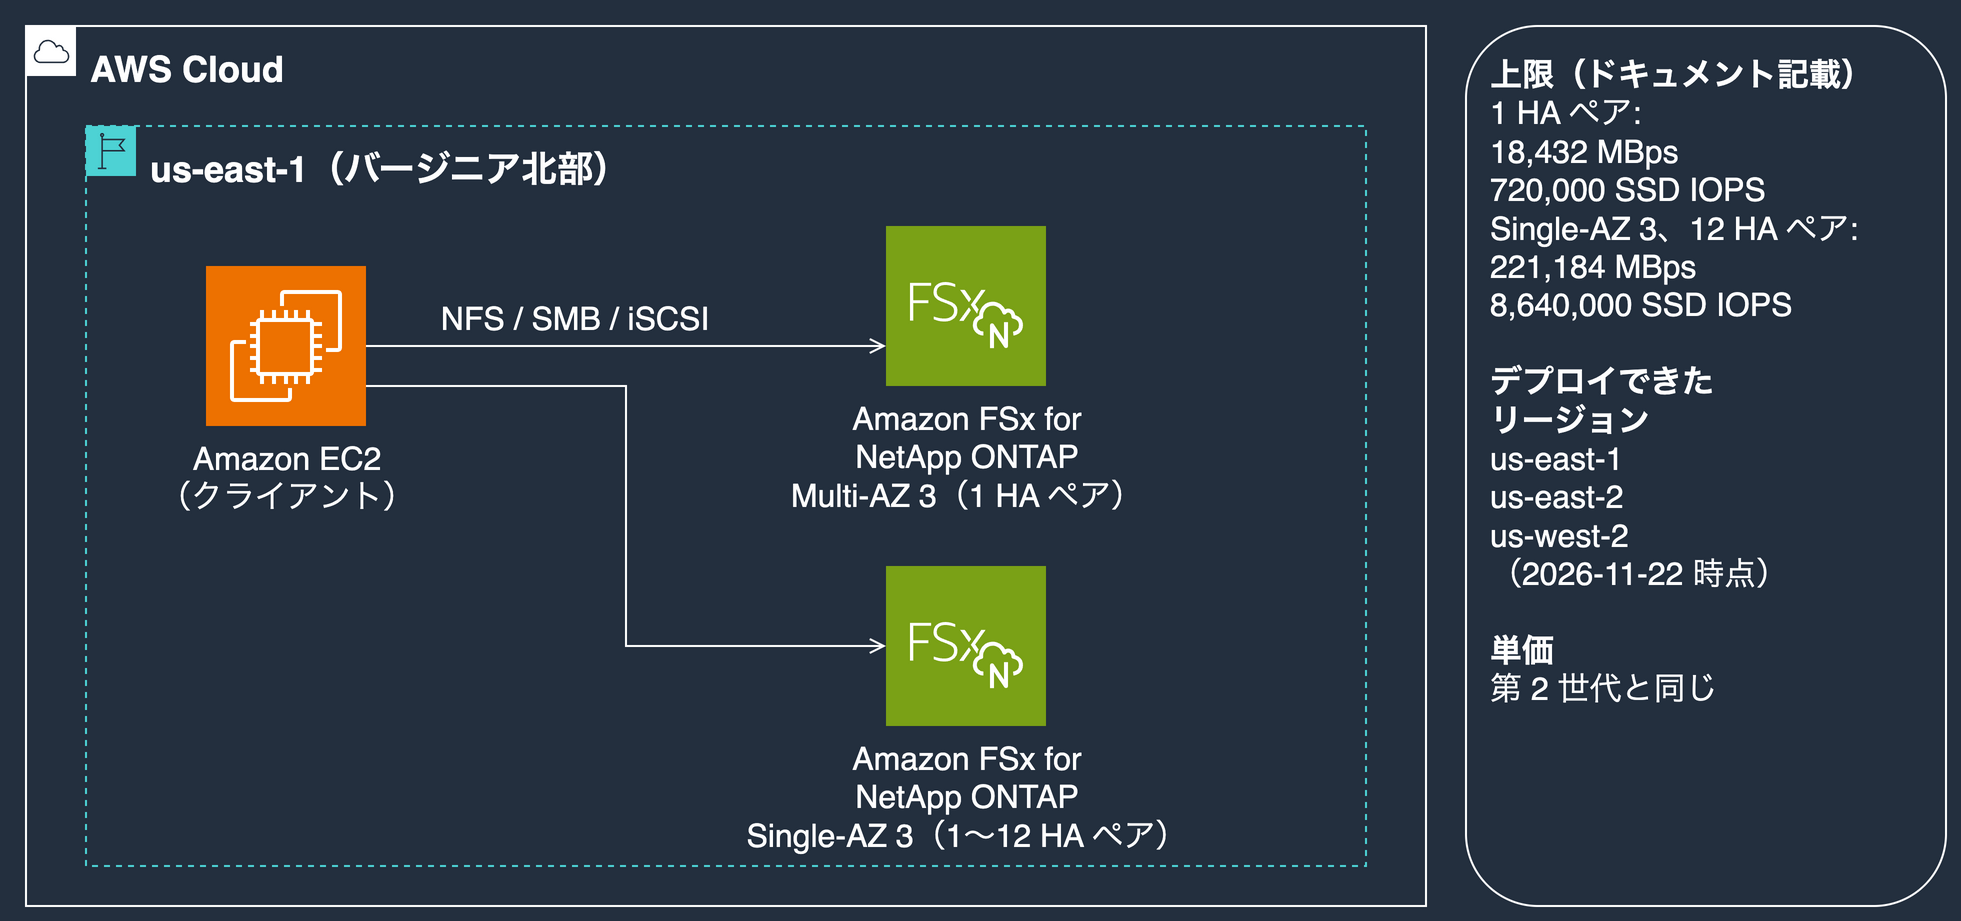 AWS Cloud
us-east-1（バージニア北部）
NFS / SMB / iSCSI
Amazon EC2
（クライアント）
FSx N
Amazon FSx for
NetApp ONTAP
Multi-AZ 3（1 HA ペア）
FSx N
Amazon FSx for
NetApp ONTAP
Single-AZ 3（1～12 HA ペア）
上限（ドキュメント記載）
1 HA ペア:
18,432 MBps
720,000 SSD IOPS
Single-AZ 3、12 HA ペア:
221,184 MBps
8,640,000 SSD IOPS
デプロイできた
リージョン
us-east-1
us-east-2
us-west-2
（2026-11-22 時点）
単価
第 2 世代と同じ